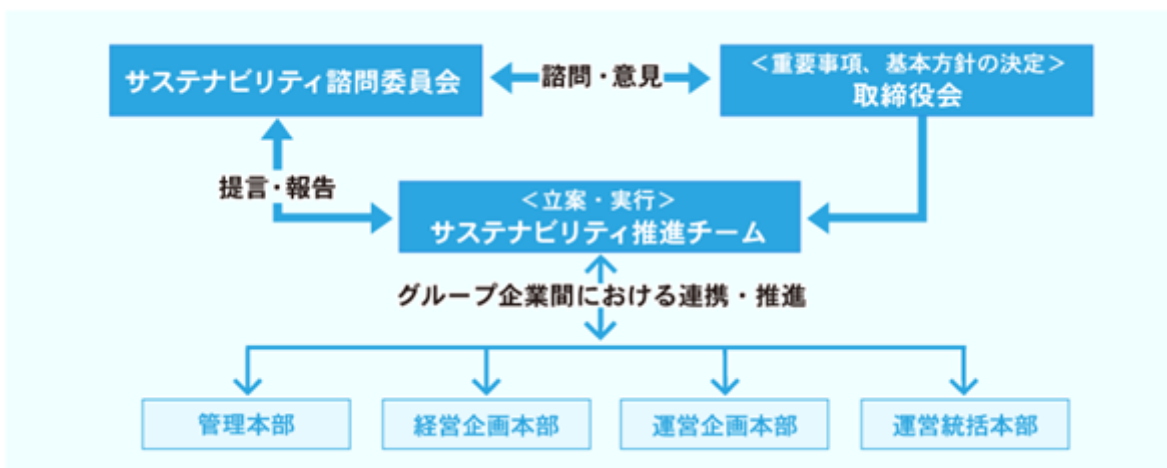 サステナビリティ諮問委員会
諮問・意見
＜重要事項、基本方針の決定＞
取締役会
提言・報告
＜立案・実行＞
サステナビリティ推進チーム
グループ企業間における連携・推進
管理本部
経営企画本部
運営企画本部
運営統括本部